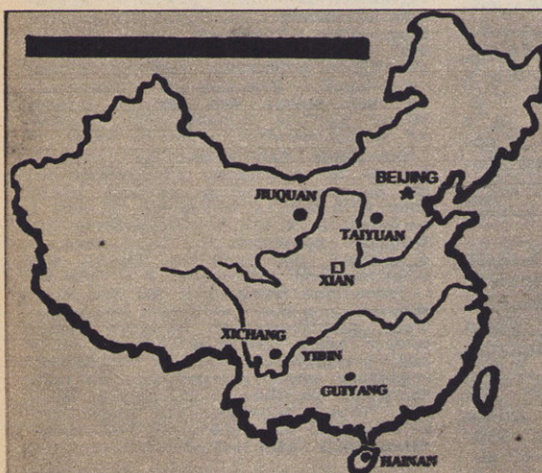 BEIJING
JIUQUAN
TAIYUAN
XIAN
XICHANG
YIBIN
GUIYANG
HAINAN